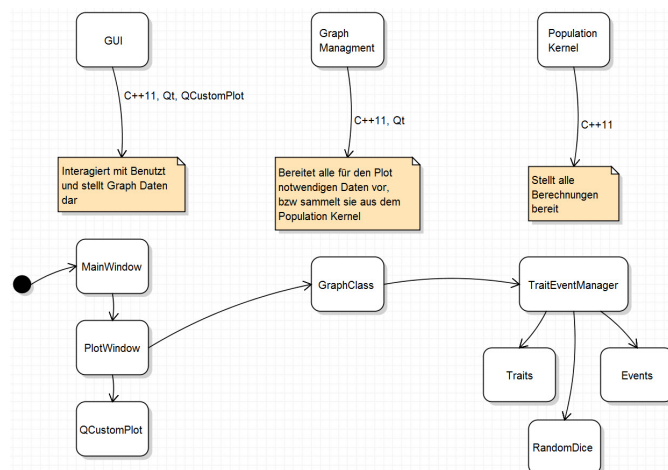 GUI
Graph
Managment
Population
Kernel
C++11, Qt, QCustomPlot
C++11, Qt
C++11
Interagiert mit Benutzt
und stellt Graph Daten
dar
Bereitet alle für den Plot
notwendigen Daten vor,
bzw sammelt sie aus dem
Population Kernel
Stellt alle
Berechnungen
bereit
MainWindow
GraphClass
TraitEventManager
PlotWindow
Traits
Events
QCustomPlot
RandomDice